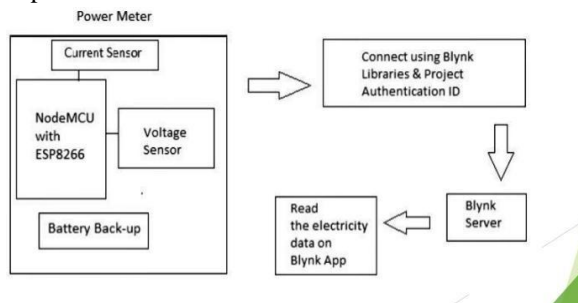 Power Meter
Current Sensor
NodeMCU
with
ESP8266
Voltage
Sensor
Battery Back-up
Connect using Blynk
Libraries & Project
Authentication ID
Blynk
Server
Read
the electricity
data on
Blynk App